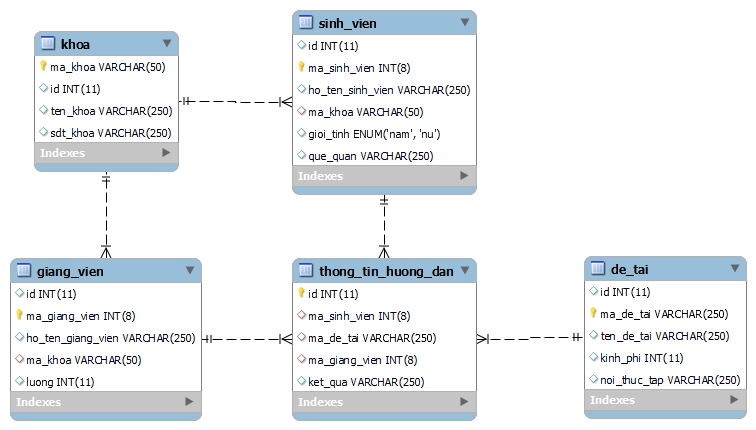 khoa
ma_khoa VARCHAR(50)
id INT(11)
ten_khoa VARCHAR(250)
sdt_khoa VARCHAR(250)
Indexes
sinh_vien
id INT(11)
ma_sinh_vien INT(8)
ho_ten_sinh_vien VARCHAR(250)
ma_khoa VARCHAR(50)
gioi_tinh ENUM('nam', 'nu')
que_quan VARCHAR(250)
Indexes
giang_vien
id INT(11)
ma_giang_vien INT(8)
ho_ten_giang_vien VARCHAR(250)
ma_khoa VARCHAR(50)
luong INT(11)
Indexes
thong_tin_huong_dan
id INT(11)
ma_sinh_vien INT(8)
ma_de_tai VARCHAR(250)
ma_giang_vien INT(8)
ket_qua VARCHAR(250)
Indexes
de_tai
id INT(11)
ma_de_tai VARCHAR(250)
ten_de_tai VARCHAR(250)
kinh_phi INT(11)
noi_thuc_tap VARCHAR(250)
Indexes